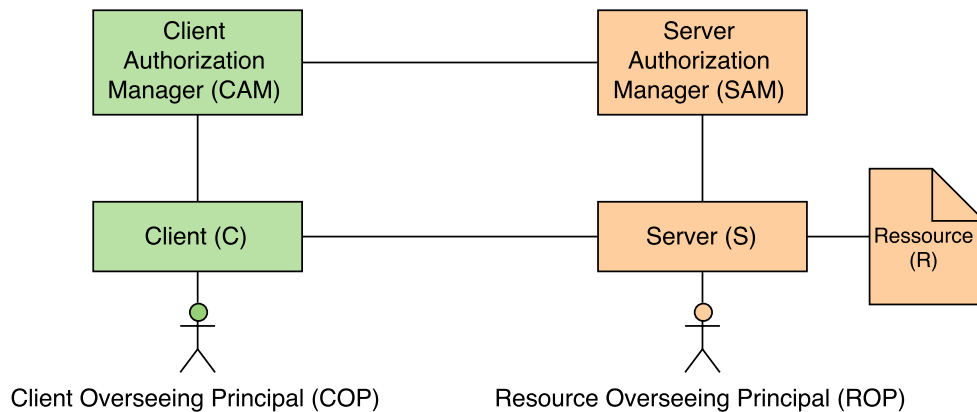 Client
Authorization
Manager (CAM)
Server
Authorization
Manager (SAM)
Client (C)
Server (S)
Ressource
(R)
Client Overseeing Principal (COP)
Resource Overseeing Principal (ROP)